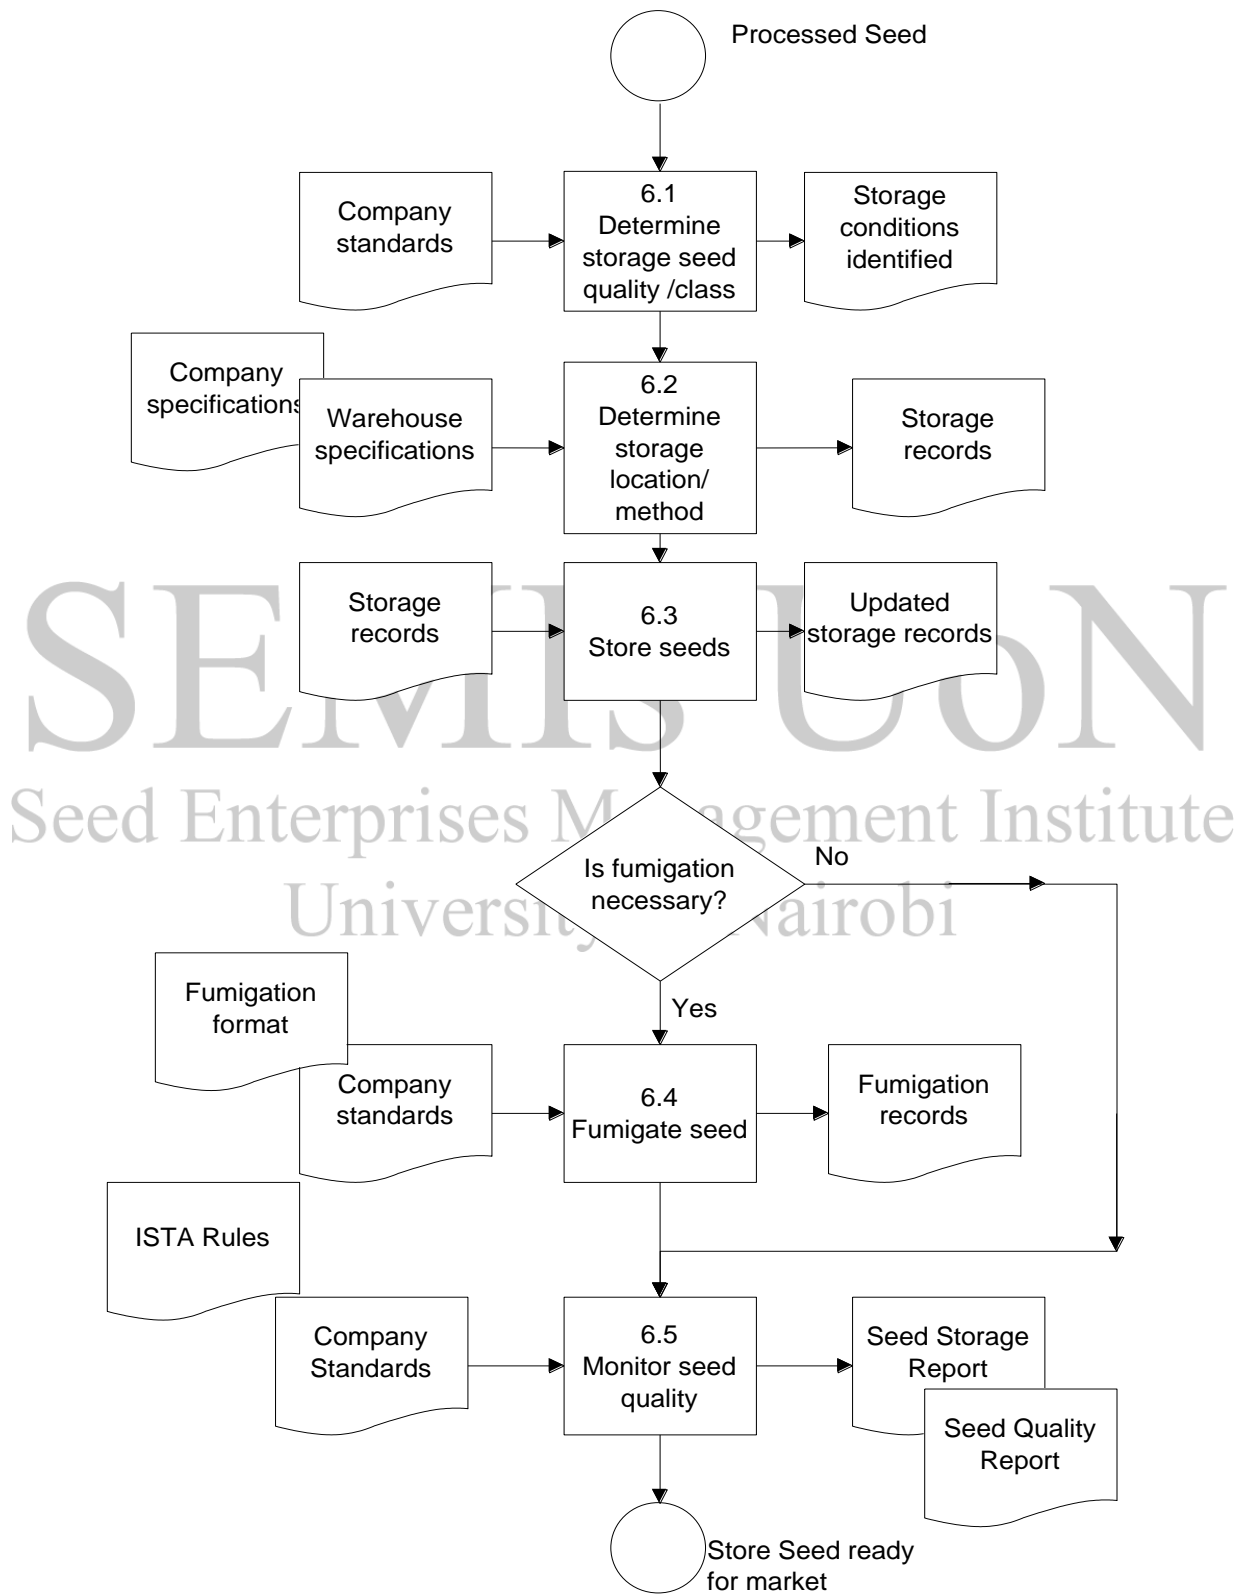 Processed Seed
Company
standards
6.1
Determine
storage seed
quality /class
Storage
conditions
identified
Company
specifications
Warehouse
specifications
6.2
Determine
storage
location/
method
Storage
records
Storage
records
6.3
Store seeds
Updated
storage records
SEMIS UoN
Seed Enterprises Management Institute
University Nairobi
Is fumigation
necessary?
No
Yes
Fumigation
format
Company
standards
6.4
Fumigate seed
Fumigation
records
ISTA Rules
Company
Standards
6.5
Monitor seed
quality
Seed Storage
Report
Seed Quality
Report
Store Seed ready
for market